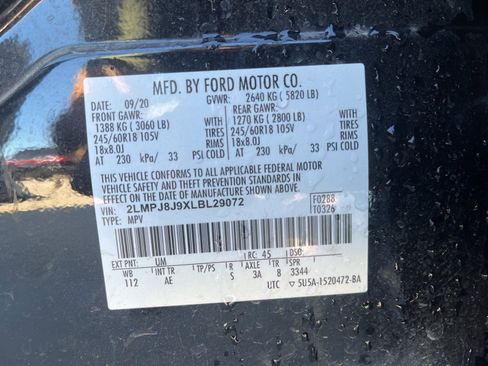 MFD. BY FORD MOTOR CO.
DATE: 09/20 GVWR: 2640 KG ( 5820 LB)
FRONT GAWR: REAR GAWR:
1388 KG ( 3060 LB) 1270 KG ( 2800 LB)
245/60R18 105V TIRES 245/60R18 105V TIRES
18x8.0J RIMS 18x8.0J RIMS
AT 230 kPa/ 33 PSI COLD AT 230 kPa/ 33 PSI COLD
THIS VEHICLE CONFORMS TO ALL APPLICABLE FEDERAL MOTOR
VEHICLE SAFETY AND THEFT PREVENTION STANDARDS IN
EFFECT ON THE DATE OF MANUFACTURE SHOWN ABOVE.
VIN: 2LMPJ8J9XLBL29072 F0288
TYPE: MPV T0326
EXT PNT: UM RC: 45 DSO:
WB INT TR TP/PS R AXLE TR SPR
112 AE S 3A 8 3344
UTC ▽5U5A-1520472-BA